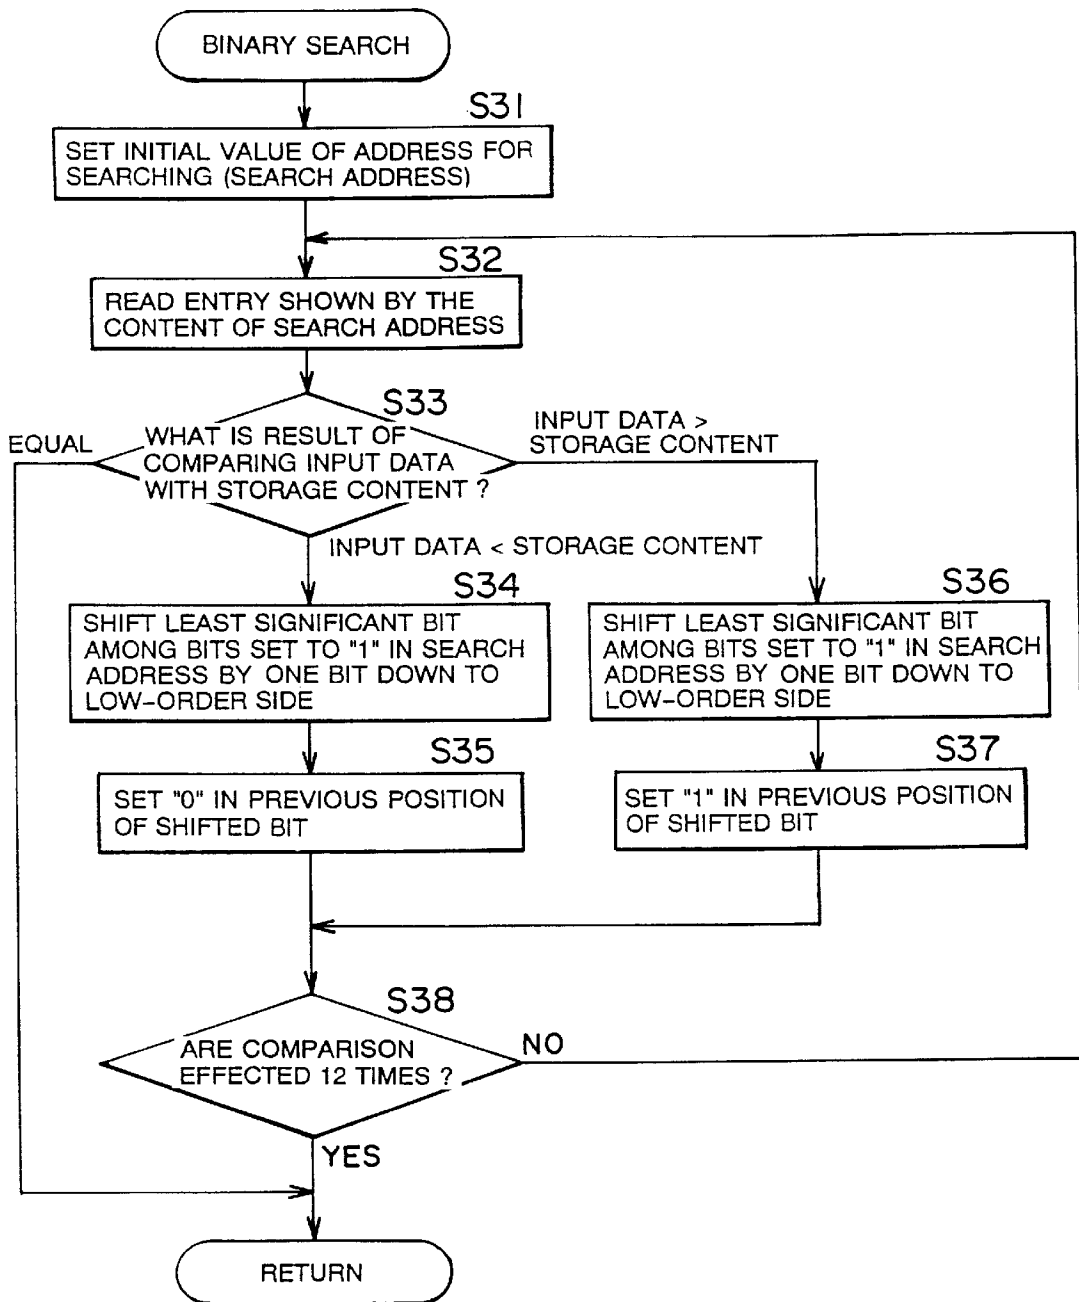 BINARY SEARCH
S31
SET INITIAL VALUE OF ADDRESS FOR
SEARCHING (SEARCH ADDRESS)
S32
READ ENTRY SHOWN BY THE
CONTENT OF SEARCH ADDRESS
S33
EQUAL
WHAT IS RESULT OF
COMPARING INPUT DATA
WITH STORAGE CONTENT ?
INPUT DATA >
STORAGE CONTENT
INPUT DATA < STORAGE CONTENT
S34
SHIFT LEAST SIGNIFICANT BIT
AMONG BITS SET TO "1" IN SEARCH
ADDRESS BY ONE BIT DOWN TO
LOW-ORDER SIDE
S36
SHIFT LEAST SIGNIFICANT BIT
AMONG BITS SET TO "1" IN SEARCH
ADDRESS BY ONE BIT DOWN TO
LOW-ORDER SIDE
S35
SET "0" IN PREVIOUS POSITION
OF SHIFTED BIT
S37
SET "1" IN PREVIOUS POSITION
OF SHIFTED BIT
S38
ARE COMPARISON
EFFECTED 12 TIMES ?
NO
YES
RETURN